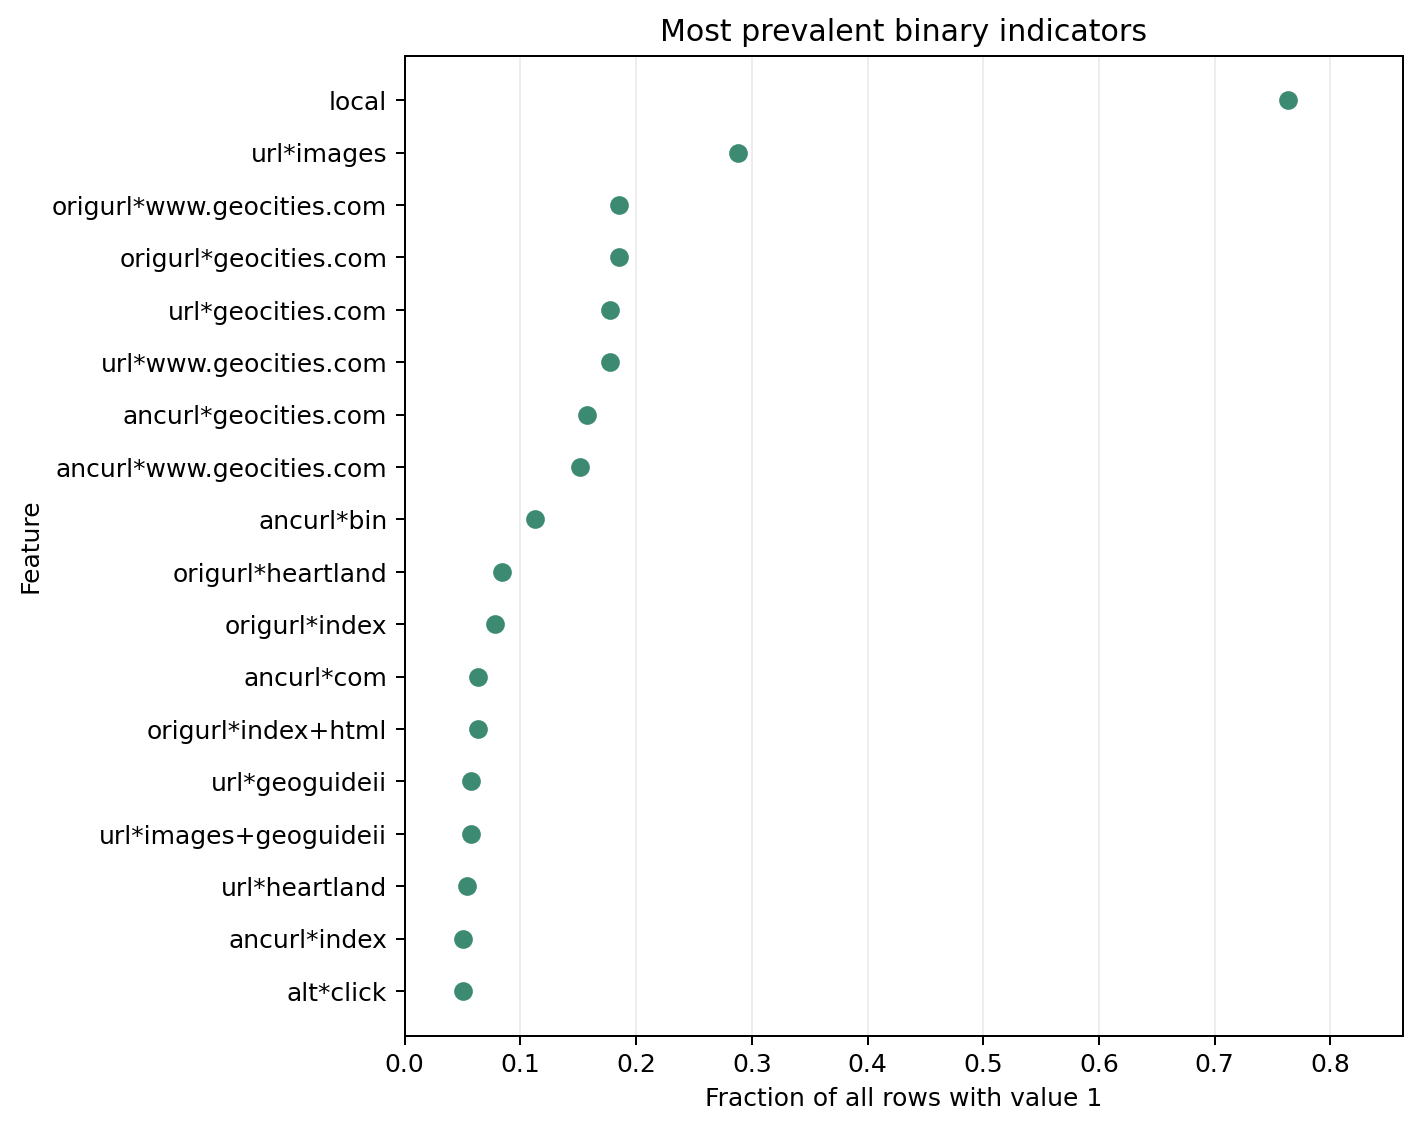 Most prevalent binary indicators
local
url*images
origurl*www.geocities.com
origurl*geocities.com
url*geocities.com
url*www.geocities.com
ancurl*geocities.com
ancurl*www.geocities.com
ancurl*bin
origurl*heartland
origurl*index
ancurl*com
origurl*index+html
url*geoguideii
url*images+geoguideii
url*heartland
ancurl*index
alt*click
Feature
0.0 0.1 0.2 0.3 0.4 0.5 0.6 0.7 0.8
Fraction of all rows with value 1